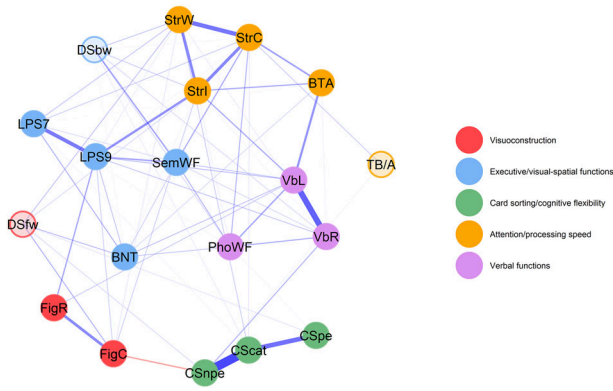 StrW
StrC
DSbw
BTA
StrI
LPS7
LPS9
SemWF
TB/A
VbL
DSfw
VbR
PhoWF
BNT
FigR
FigC
CSpe
CScat
CSnpe
Visuoconstruction
Executive/visual-spatial functions
Card sorting/cognitive flexibility
Attention/processing speed
Verbal functions